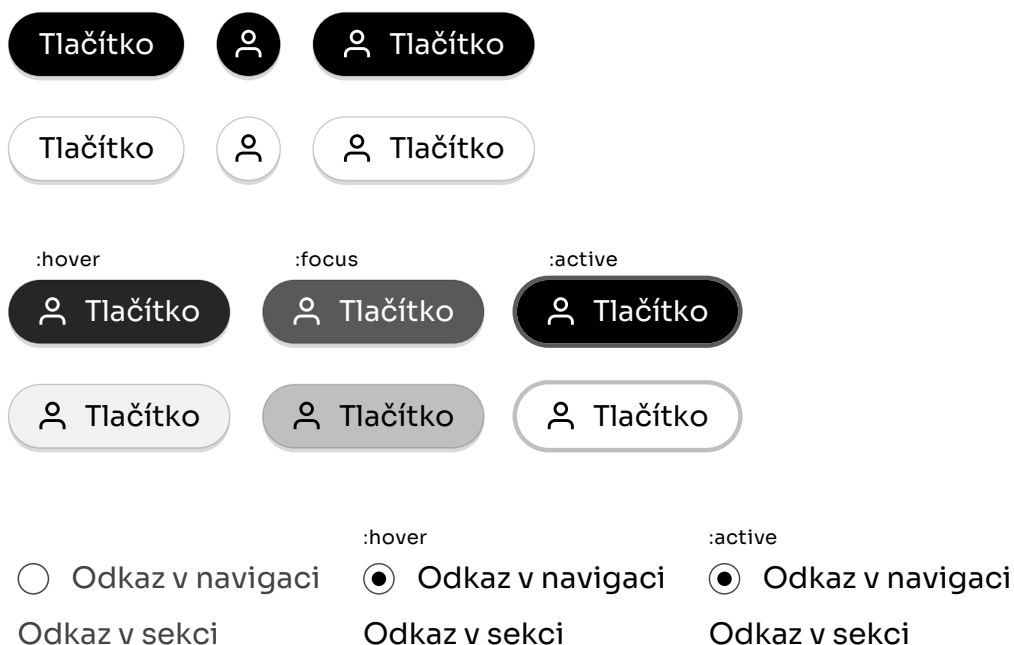 Tlačítko Tlačítko
Tlačítko Tlačítko
:hover :focus :active
Tlačítko Tlačítko Tlačítko
Tlačítko Tlačítko Tlačítko
:hover :active
Odkaz v navigaci Odkaz v navigaci Odkaz v navigaci
Odkaz v sekci Odkaz v sekci Odkaz v sekci